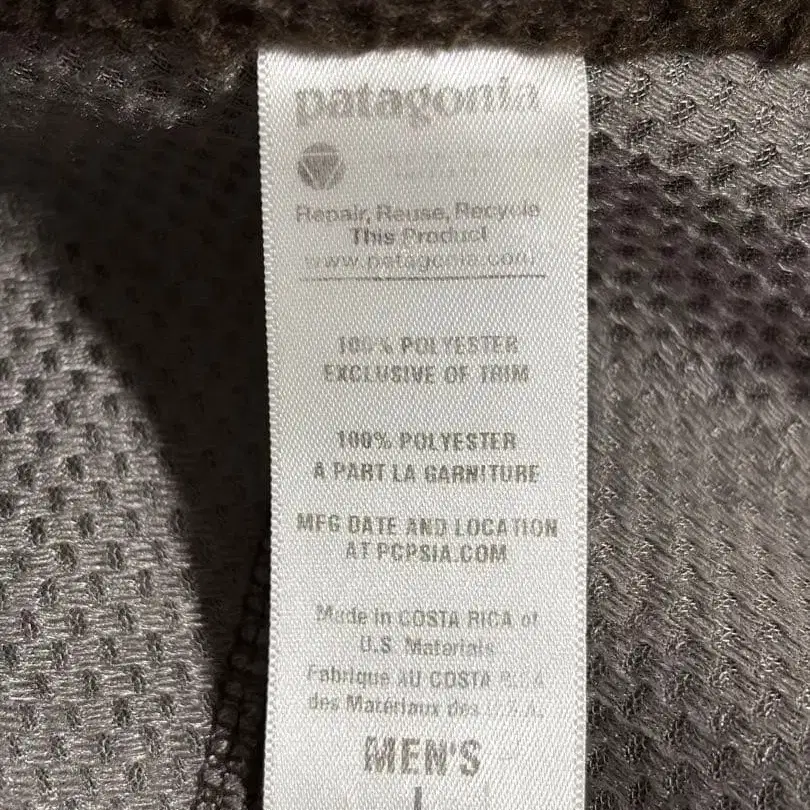 patagonia
Repair, Reuse, Recycle
This Product
www.patagonia.com
100% POLYESTER
EXCLUSIVE OF TRIM
100% POLYESTER
À PART LA GARNITURE
MFG DATE AND LOCATION
AT PCPSIA.COM
Made in COSTA RICA of
U.S. Materials
Fabriqué AU COSTA RICA
des Matériaux des U.S.A.
MEN'S
L